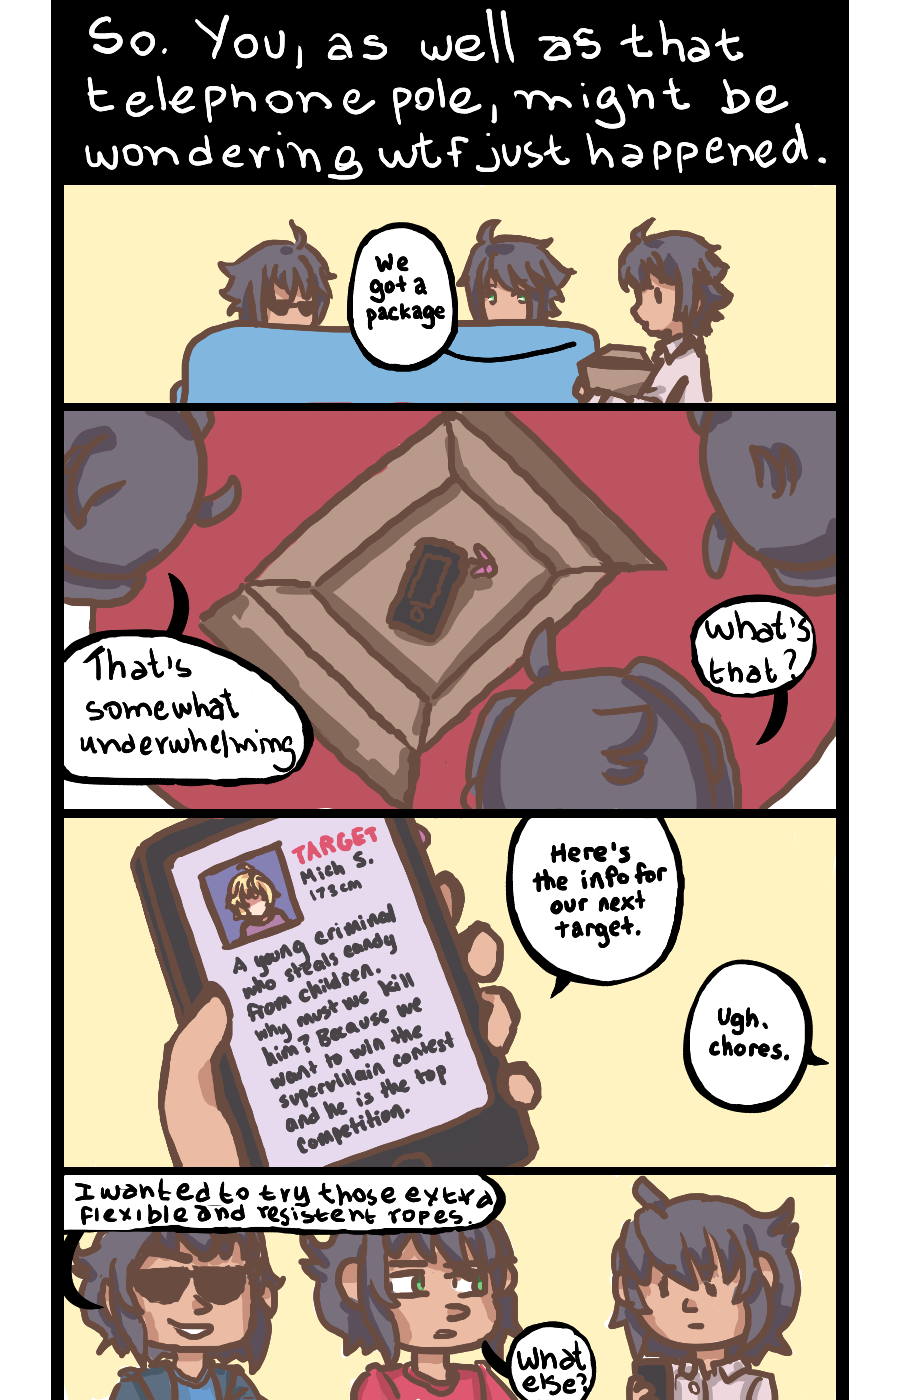 So. You, as well as that
telephone pole, might be
wondering wtf just happened.
We
got a
package
That's
somewhat
underwhelming
What's
that?
TARGET
Mich S.
173cm
A young criminal
who steals candy
from children.
why must we kill
him? Because we
want to win the
supervillain contest
and he is the top
competition.
Here's
the info for
our next
target.
Ugh.
chores.
I wanted to try those extra
flexible and resistent ropes.
What
else?